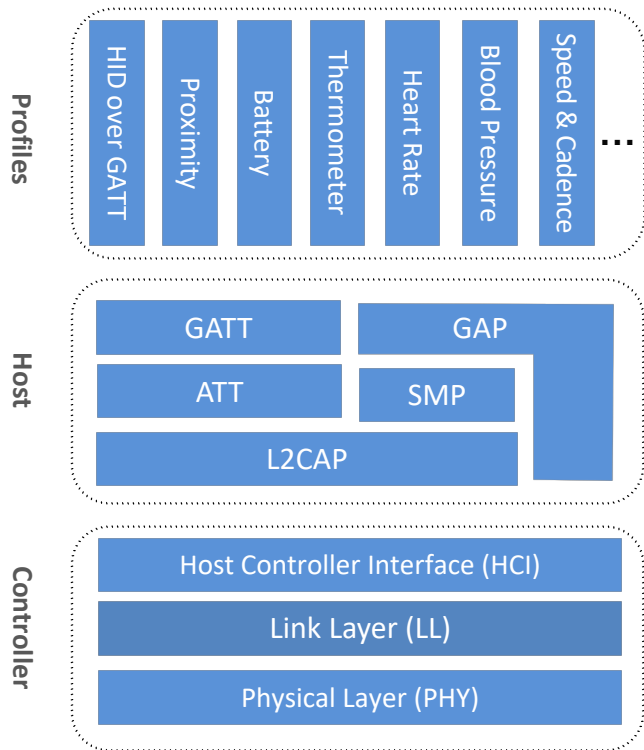 Profiles
HID over GATT
Proximity
Battery
Thermometer
Heart Rate
Blood Pressure
Speed & Cadence
...
Host
GATT
GAP
ATT
SMP
L2CAP
Controller
Host Controller Interface (HCI)
Link Layer (LL)
Physical Layer (PHY)